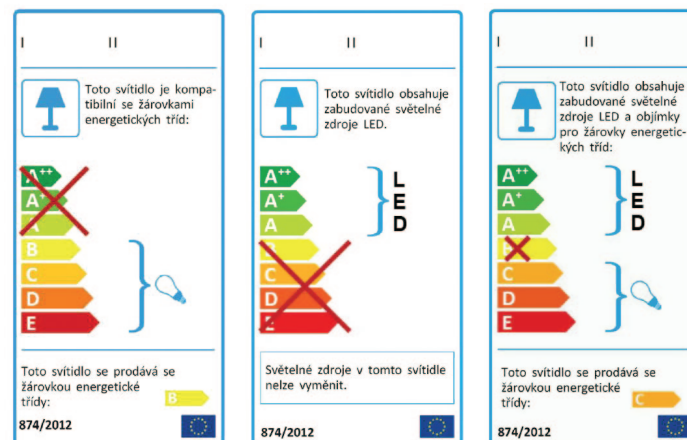 I II
Toto svítidlo je kompa-
tibilní se žárovkami
energetických tříd:
A++
A+
A
B
C
D
E
Toto svítidlo se prodává se
žárovkou energetické
třídy:
B
874/2012
I II
Toto svítidlo obsahuje
zabudované světelné
zdroje LED.
A++
A+
A
B
C
D
E
L
E
D
Světelné zdroje v tomto svítidle
nelze vyměnit.
874/2012
I II
Toto svítidlo obsahuje
zabudované světelné
zdroje LED a objímky
pro žárovky energetic-
kých tříd:
A++
A+
A
B
C
D
E
L
E
D
Toto svítidlo se prodává se
žárovkou energetické
třídy:
C
874/2012